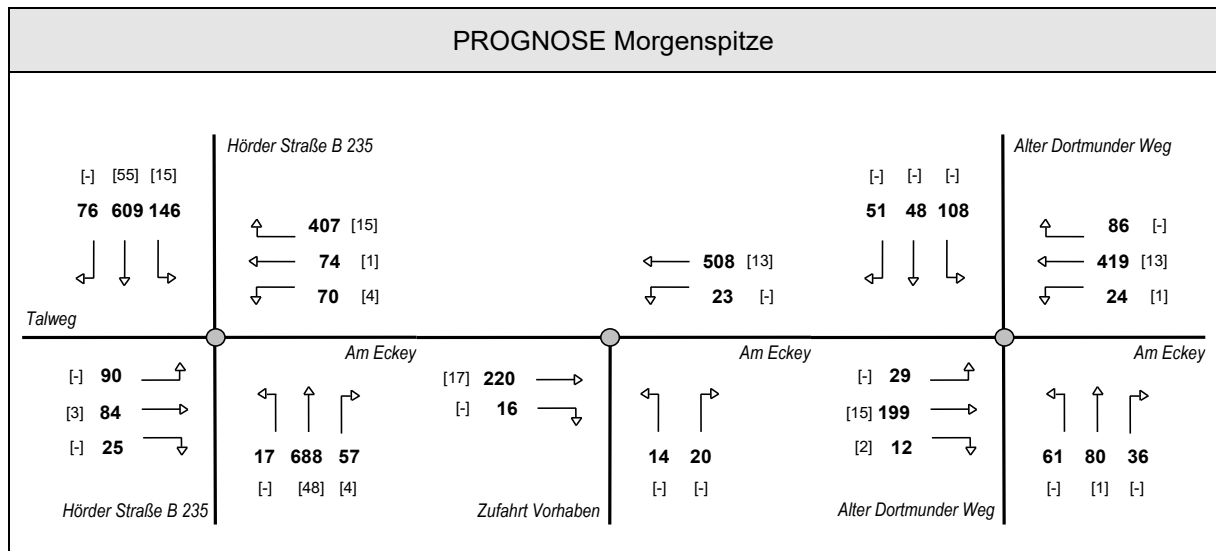 PROGNOSE Morgenspitze
Hörder Straße B 235
[-] [55] [15]
76 609 146
407 [15]
74 [1]
70 [4]
Talweg
Am Eckey
[-] 90
[3] 84
[-] 25
17 688 57
[-] [48] [4]
Hörder Straße B 235
508 [13]
23 [-]
Am Eckey
[17] 220
[-] 16
14 20
[-] [-]
Zufahrt Vorhaben
Alter Dortmunder Weg
[-] [-] [-]
51 48 108
86 [-]
419 [13]
24 [1]
Am Eckey
[-] 29
[15] 199
[2] 12
61 80 36
[-] [1] [-]
Alter Dortmunder Weg